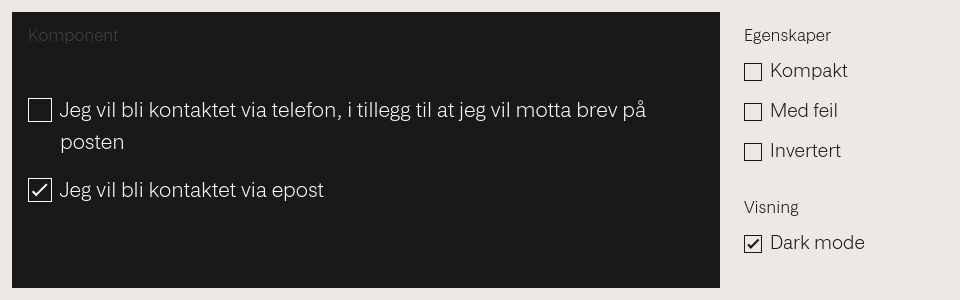 Komponent
Jeg vil bli kontaktet via telefon, i tillegg til at jeg vil motta brev på
posten
Jeg vil bli kontaktet via epost
Egenskaper
Kompakt
Med feil
Invertert
Visning
Dark mode